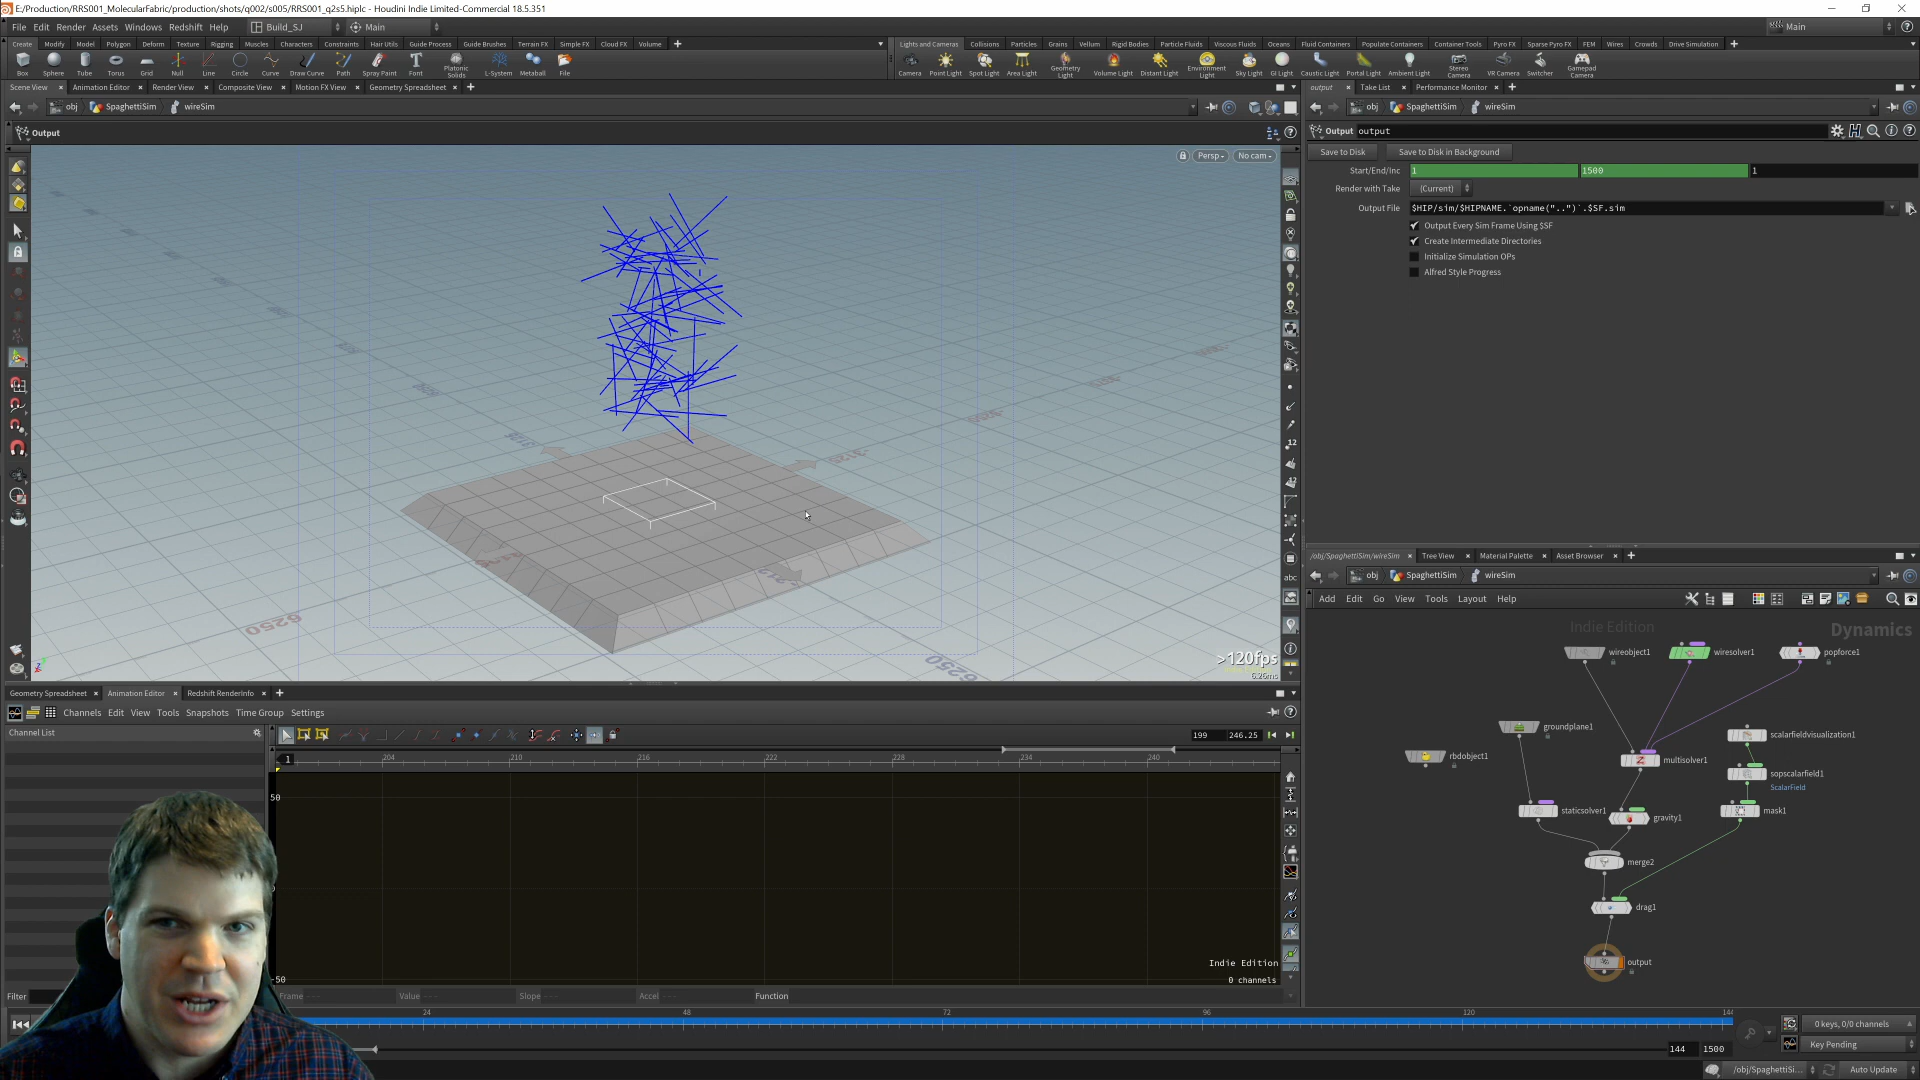 E:/Production/RRS001_MolecularFabric/production/shots/q002/s005/RRS001_q2s5.hiplc - Houdini Indie Limited-Commercial 18.5.351
File Edit Render Assets Windows Redshift Help Build_SJ Main
Main
Create Modify Model Polygon Deform Texture Rigging Muscles Characters Constraints Hair Utils Guide Process Guide Brushes Terrain FX Simple FX Cloud FX Volume
Lights and Cameras Collisions Particles Grains Vellum Rigid Bodies Particle Fluids Viscous Fluids Oceans Fluid Containers Populate Containers Container Tools Pyro FX Sparse Pyro FX FEM Wires Crowds Drive Simulation
Box Sphere Tube Torus Grid Null Line Circle Curve Draw Curve Path Spray Paint Font Platonic Solids L-System Metaball File
Camera Point Light Spot Light Area Light Geometry Light Volume Light Distant Light Environment Light Sky Light GI Light Caustic Light Portal Light Ambient Light Stereo Camera VR Camera Switcher Gamepad Camera
Scene View Animation Editor Render View Composite View Motion FX View Geometry Spreadsheet
output Take List Performance Monitor
obj SpaghettiSim wireSim
obj SpaghettiSim wireSim
Output
Output output
Persp No cam
Save to Disk Save to Disk in Background
Start/End/Inc 1 1500 1
Render with Take (Current)
Output File $HIP/sim/$HIPNAME.`opname("..")`.$SF.sim
Output Every Sim Frame Using $SF
Create Intermediate Directories
Initialize Simulation OPs
Alfred Style Progress
6250
>120fps
6.26ms
/obj/SpaghettiSim/wireSim Tree View Material Palette Asset Browser
obj SpaghettiSim wireSim
Add Edit Go View Tools Layout Help
Indie Edition
Dynamics
wireobject1 wiresolver1 popforce1
groundplane1
scalarfieldvisualization1
rbdobject1
multisolver1
sopscalarfield1
ScalarField
staticsolver1
gravity1
mask1
merge2
drag1
output
Geometry Spreadsheet Animation Editor Redshift RenderInfo
Channels Edit View Tools Snapshots Time Group Settings
Channel List
199 246.25
1 204 210 216 222 228 234 240
50
0
-50
Indie Edition
0 channels
Filter
Frame Value Slope Accel Function
24 48 72 96 120 144
0 keys, 0/0 channels
144 1500
Key Pending
/obj/SpaghettiSi... Auto Update